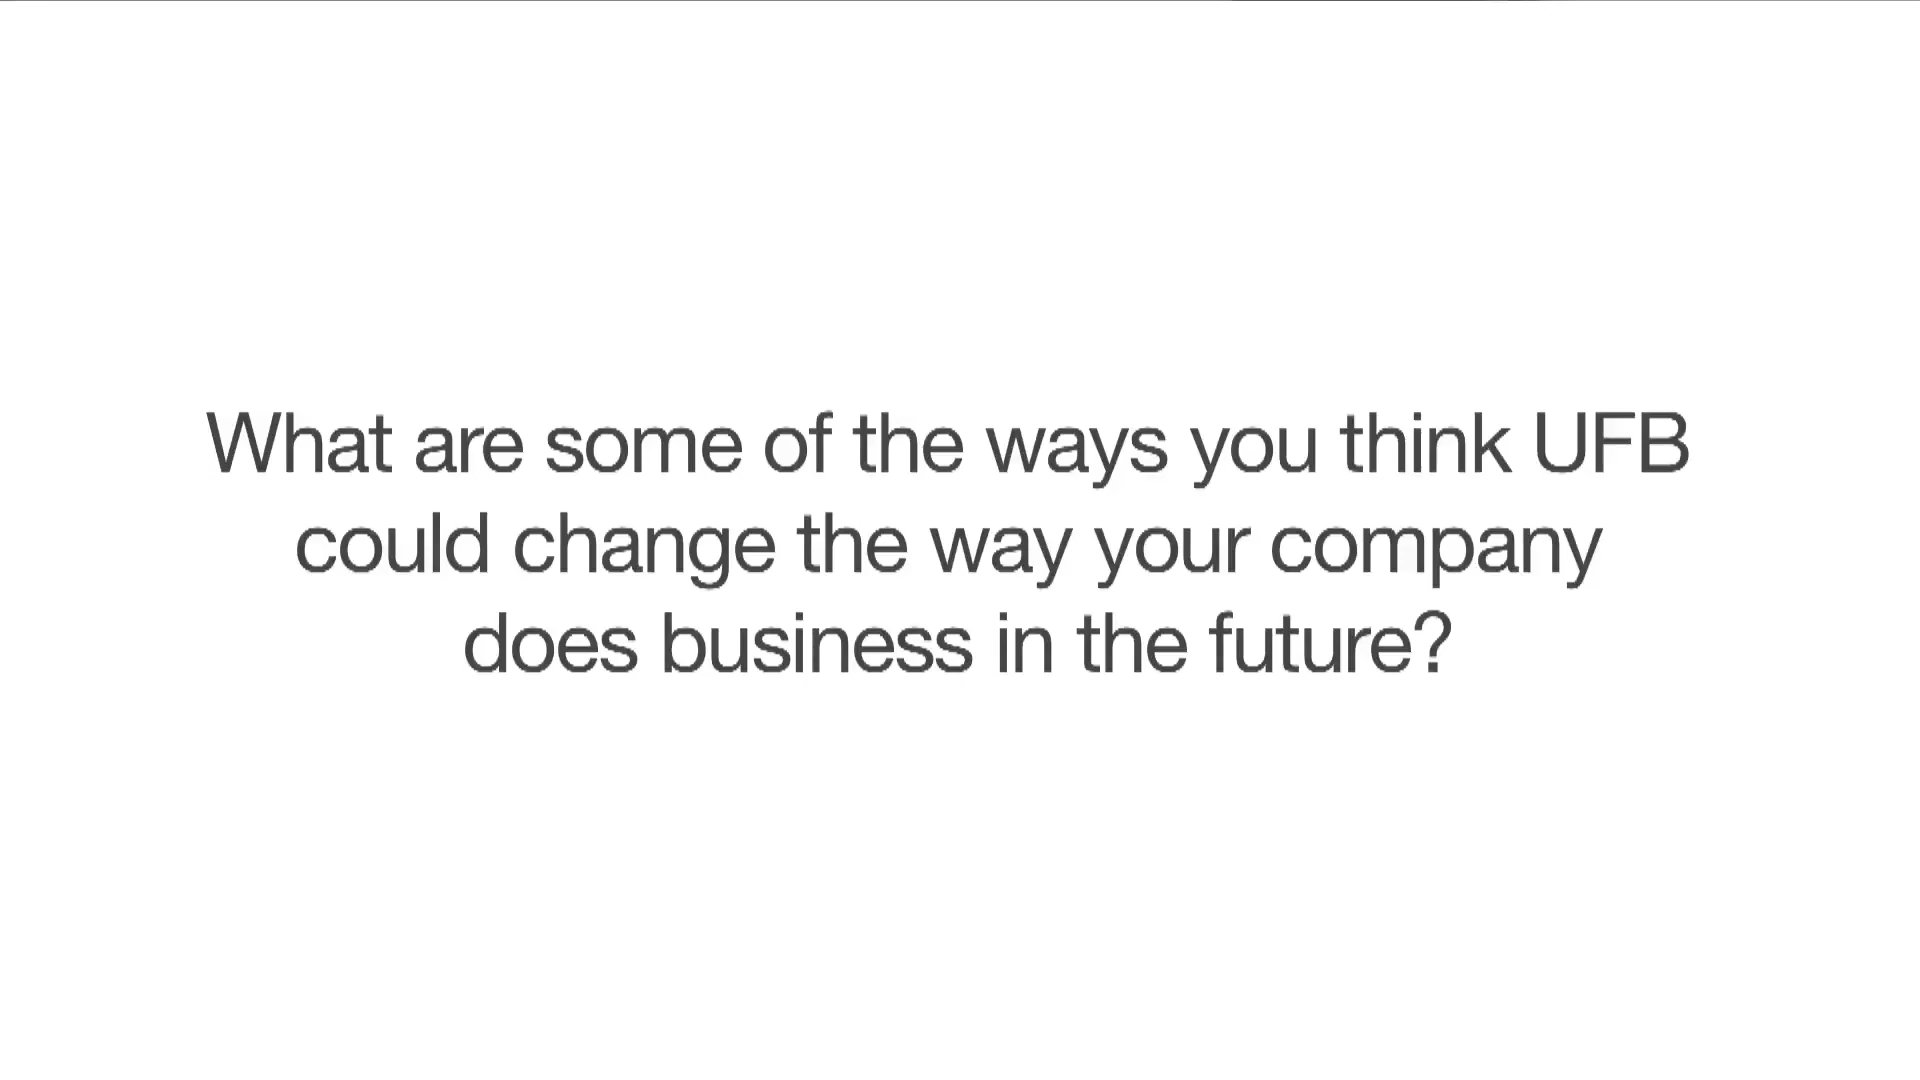 What are some of the ways you think UFB
could change the way your company
does business in the future?